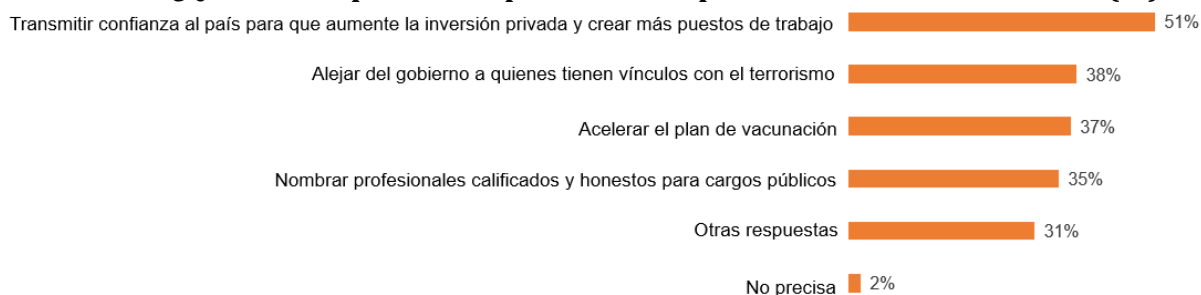 Transmitir confianza al país para que aumente la inversión privada y crear más puestos de trabajo 51%
Alejar del gobierno a quienes tienen vínculos con el terrorismo 38%
Acelerar el plan de vacunación 37%
Nombrar profesionales calificados y honestos para cargos públicos 35%
Otras respuestas 31%
No precisa 2%